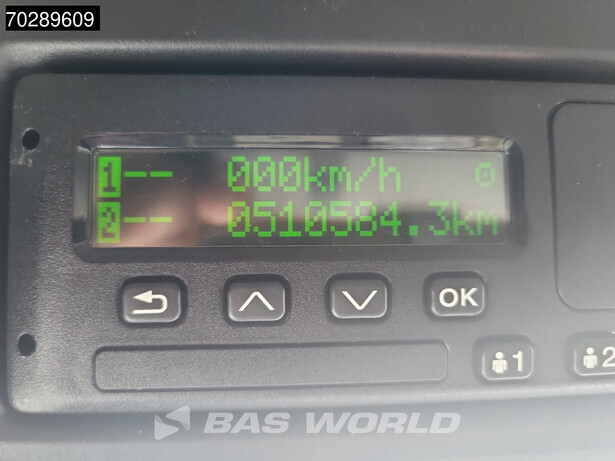 70289609
1-- 000km/h
2-- 0510584.3km
OK
1
2
BAS WORLD